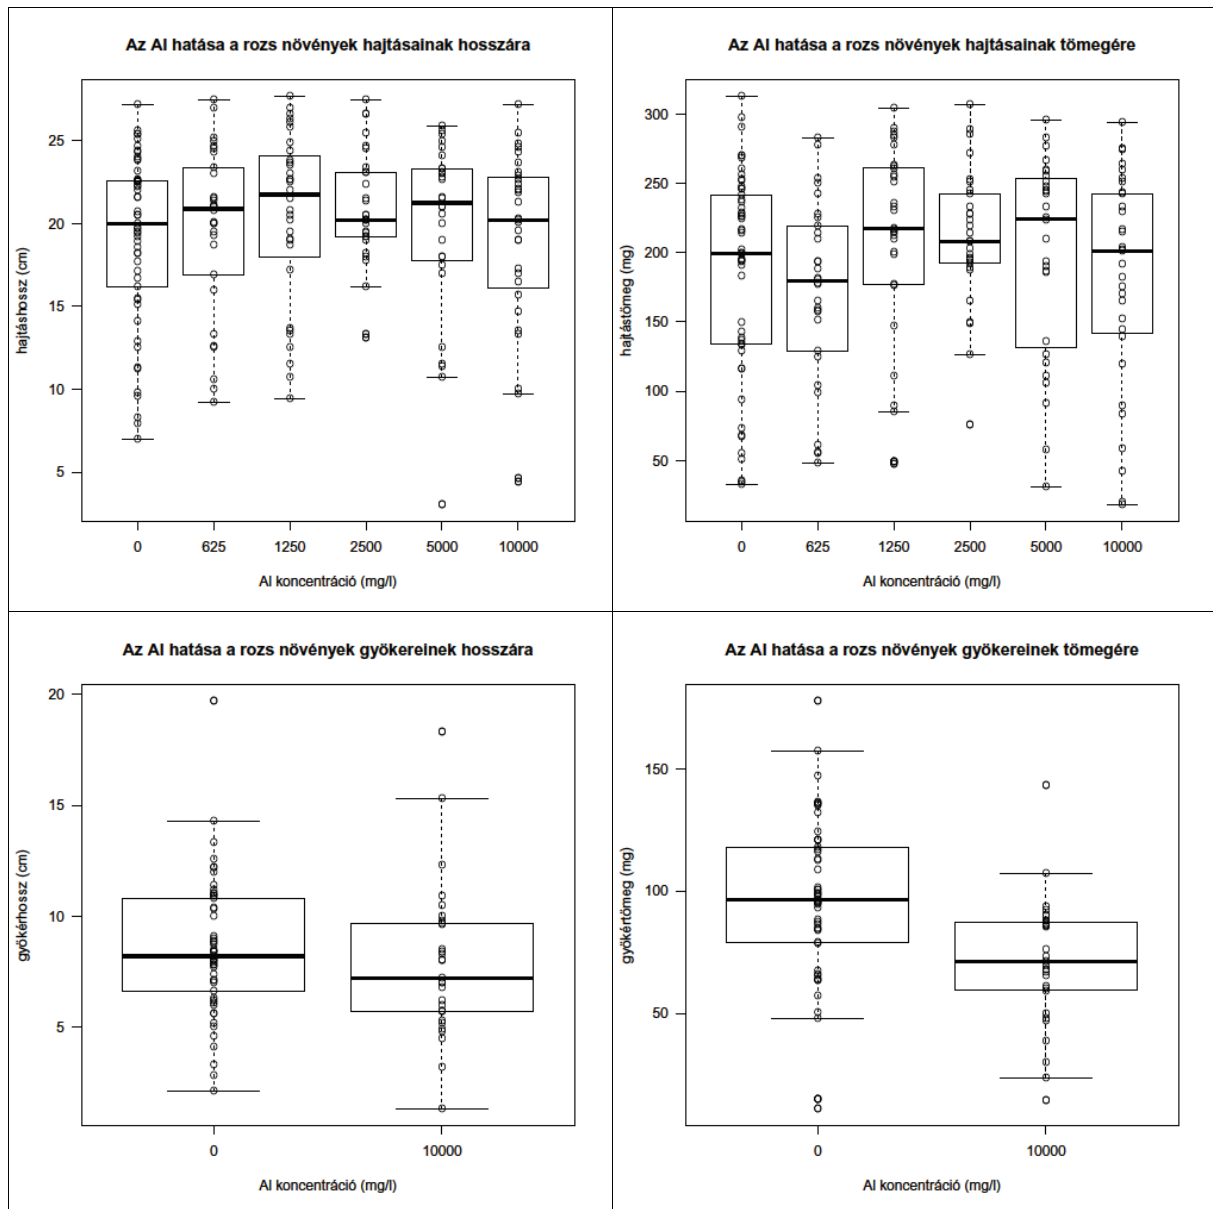 Az Al hatása a rozs növények hajtásainak hosszára
25
20
15
10
5
hajtáshossz (cm)
0 625 1250 2500 5000 10000
Al koncentráció (mg/l)
Az Al hatása a rozs növények hajtásainak tömegére
300
250
200
150
100
50
hajtástömeg (mg)
0 625 1250 2500 5000 10000
Al koncentráció (mg/l)
Az Al hatása a rozs növények gyökereinek hosszára
20
15
10
5
gyökérhossz (cm)
0 10000
Al koncentráció (mg/l)
Az Al hatása a rozs növények gyökereinek tömegére
150
100
50
gyökértömeg (mg)
0 10000
Al koncentráció (mg/l)